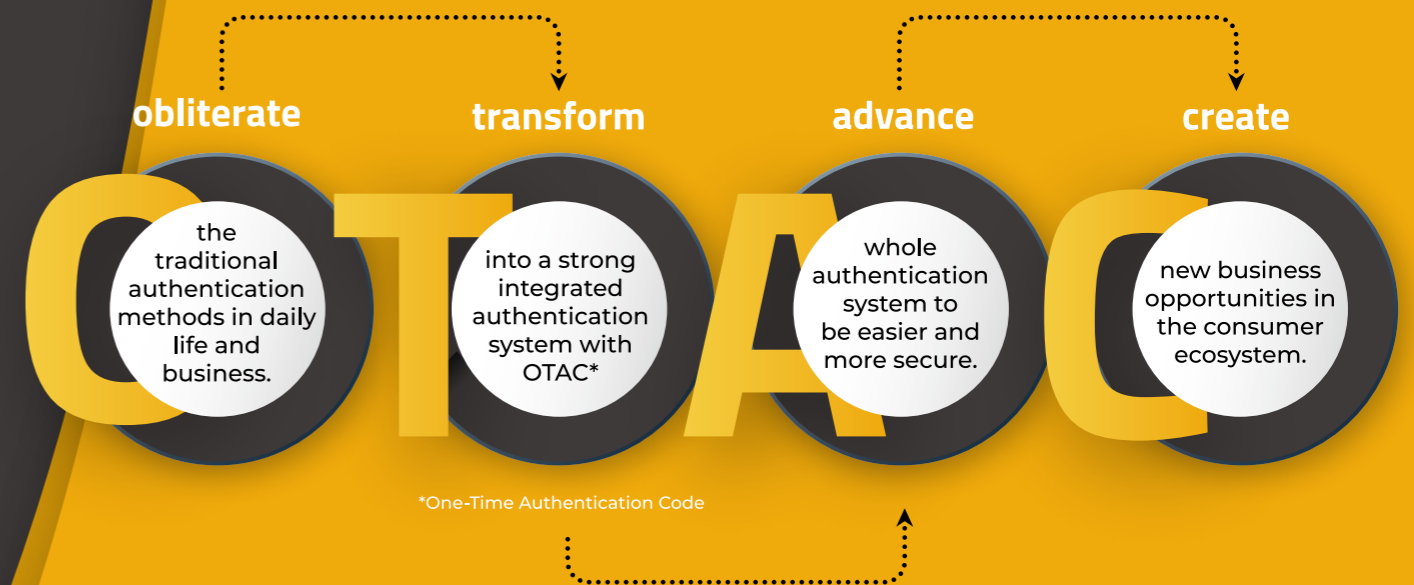 obliterate
O
the
traditional
authentication
methods in daily
life and
business.
transform
T
into a strong
integrated
authentication
system with
OTAC*
advance
A
whole
authentication
system to
be easier and
more secure.
create
C
new business
opportunities in
the consumer
ecosystem.
*One-Time Authentication Code